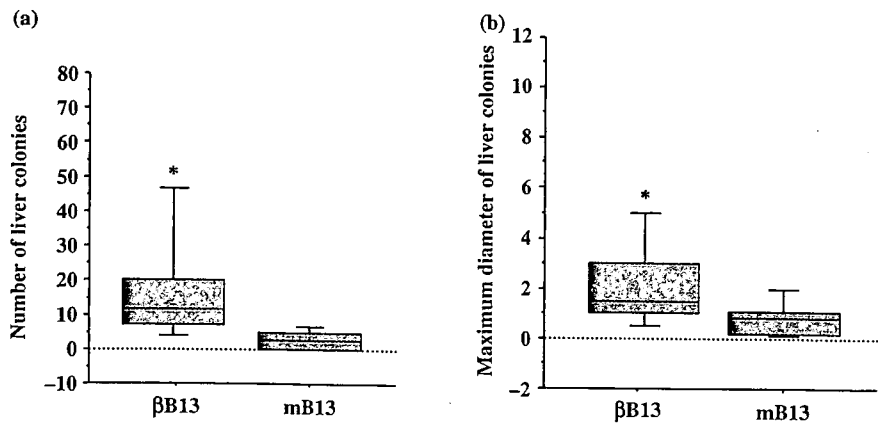 (a)
Number of liver colonies
80
70
60
50
40
30
20
10
0
–10
*
βB13
mB13
(b)
Maximum diameter of liver colonies
12
10
8
6
4
2
0
–2
*
βB13
mB13